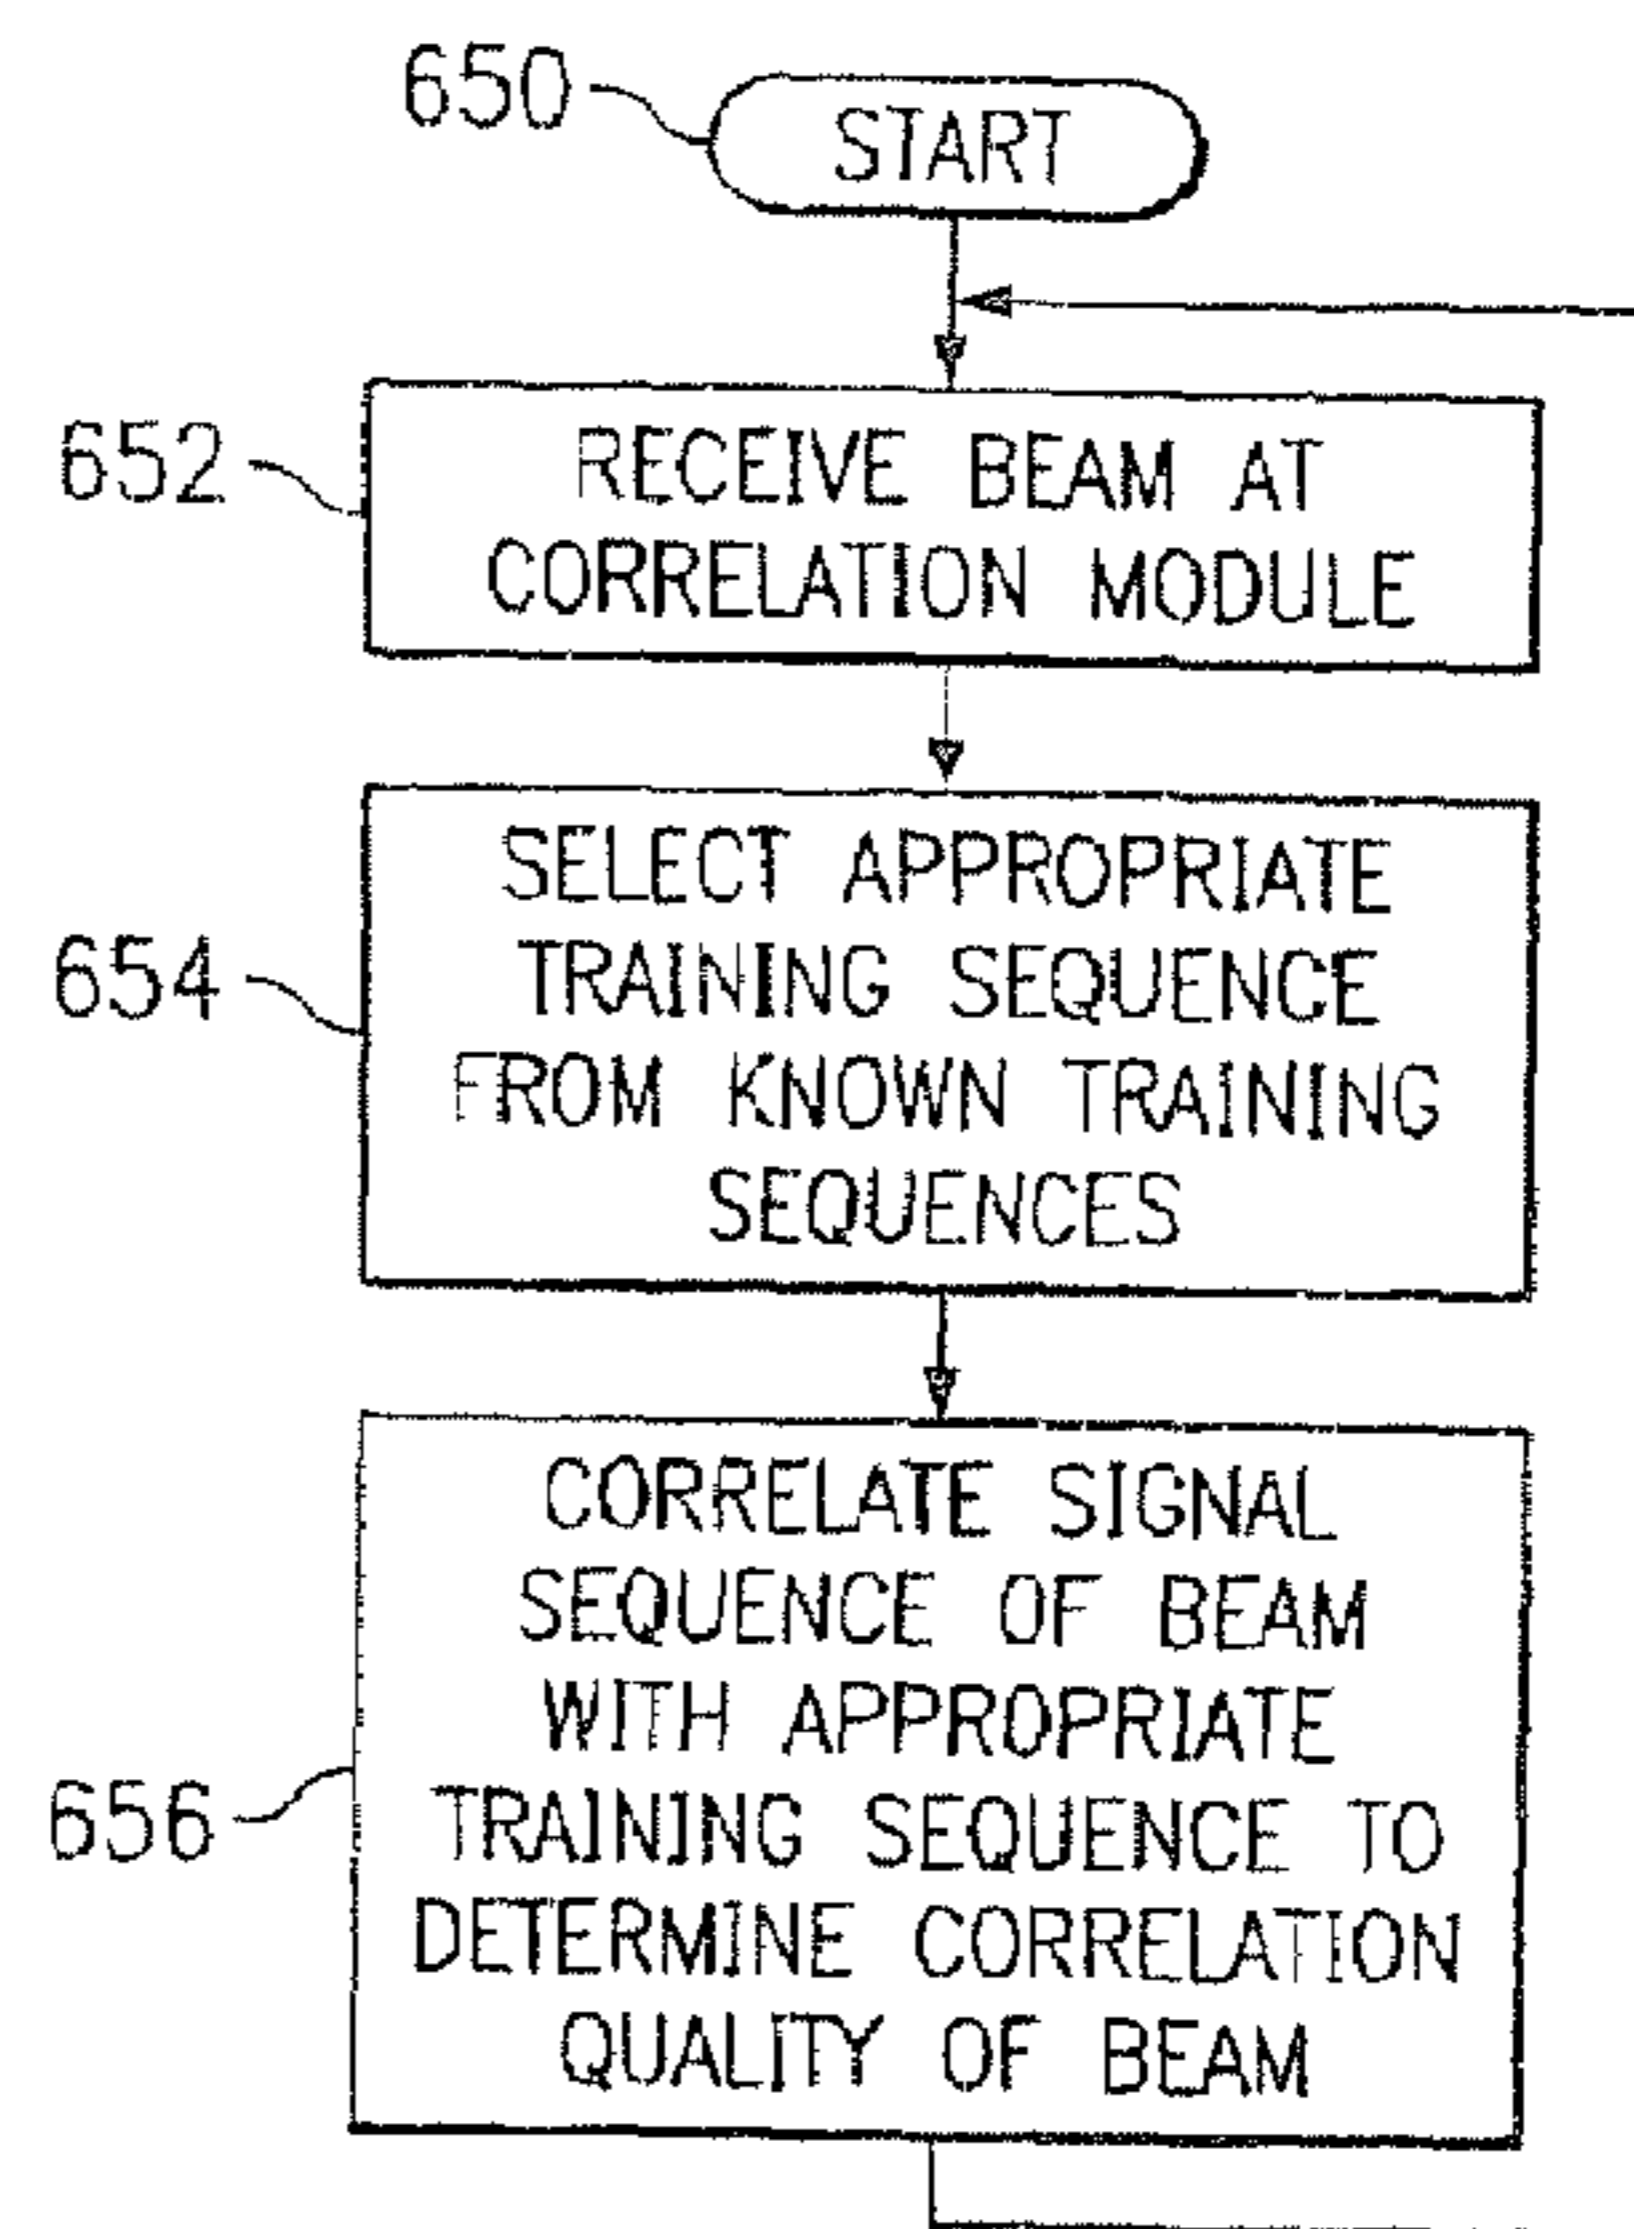 650
START
652
RECEIVE BEAM AT
CORRELATION MODULE
654
SELECT APPROPRIATE
TRAINING SEQUENCE
FROM KNOWN TRAINING
SEQUENCES
656
CORRELATE SIGNAL
SEQUENCE OF BEAM
WITH APPROPRIATE
TRAINING SEQUENCE TO
DETERMINE CORRELATION
QUALITY OF BEAM